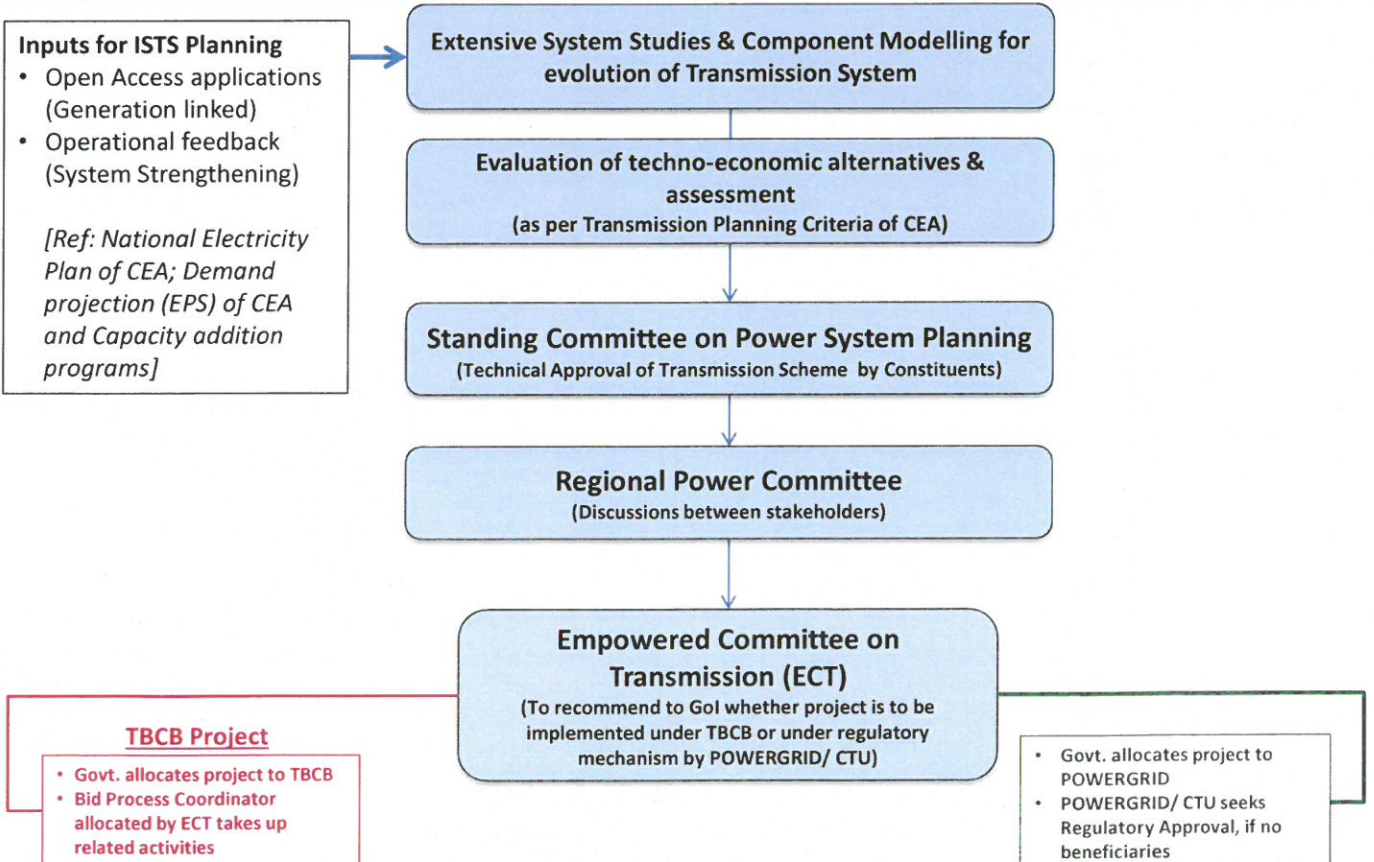 Inputs for ISTS Planning
• Open Access applications
(Generation linked)
• Operational feedback
(System Strengthening)
[Ref: National Electricity
Plan of CEA; Demand
projection (EPS) of CEA
and Capacity addition
programs]
Extensive System Studies & Component Modelling for
evolution of Transmission System
Evaluation of techno-economic alternatives &
assessment
(as per Transmission Planning Criteria of CEA)
Standing Committee on Power System Planning
(Technical Approval of Transmission Scheme by Constituents)
Regional Power Committee
(Discussions between stakeholders)
Empowered Committee on
Transmission (ECT)
(To recommend to GoI whether project is to be
implemented under TBCB or under regulatory
mechanism by POWERGRID/ CTU)
TBCB Project
• Govt. allocates project to TBCB
• Bid Process Coordinator
allocated by ECT takes up
related activities
• Govt. allocates project to
POWERGRID
• POWERGRID/ CTU seeks
Regulatory Approval, if no
beneficiaries